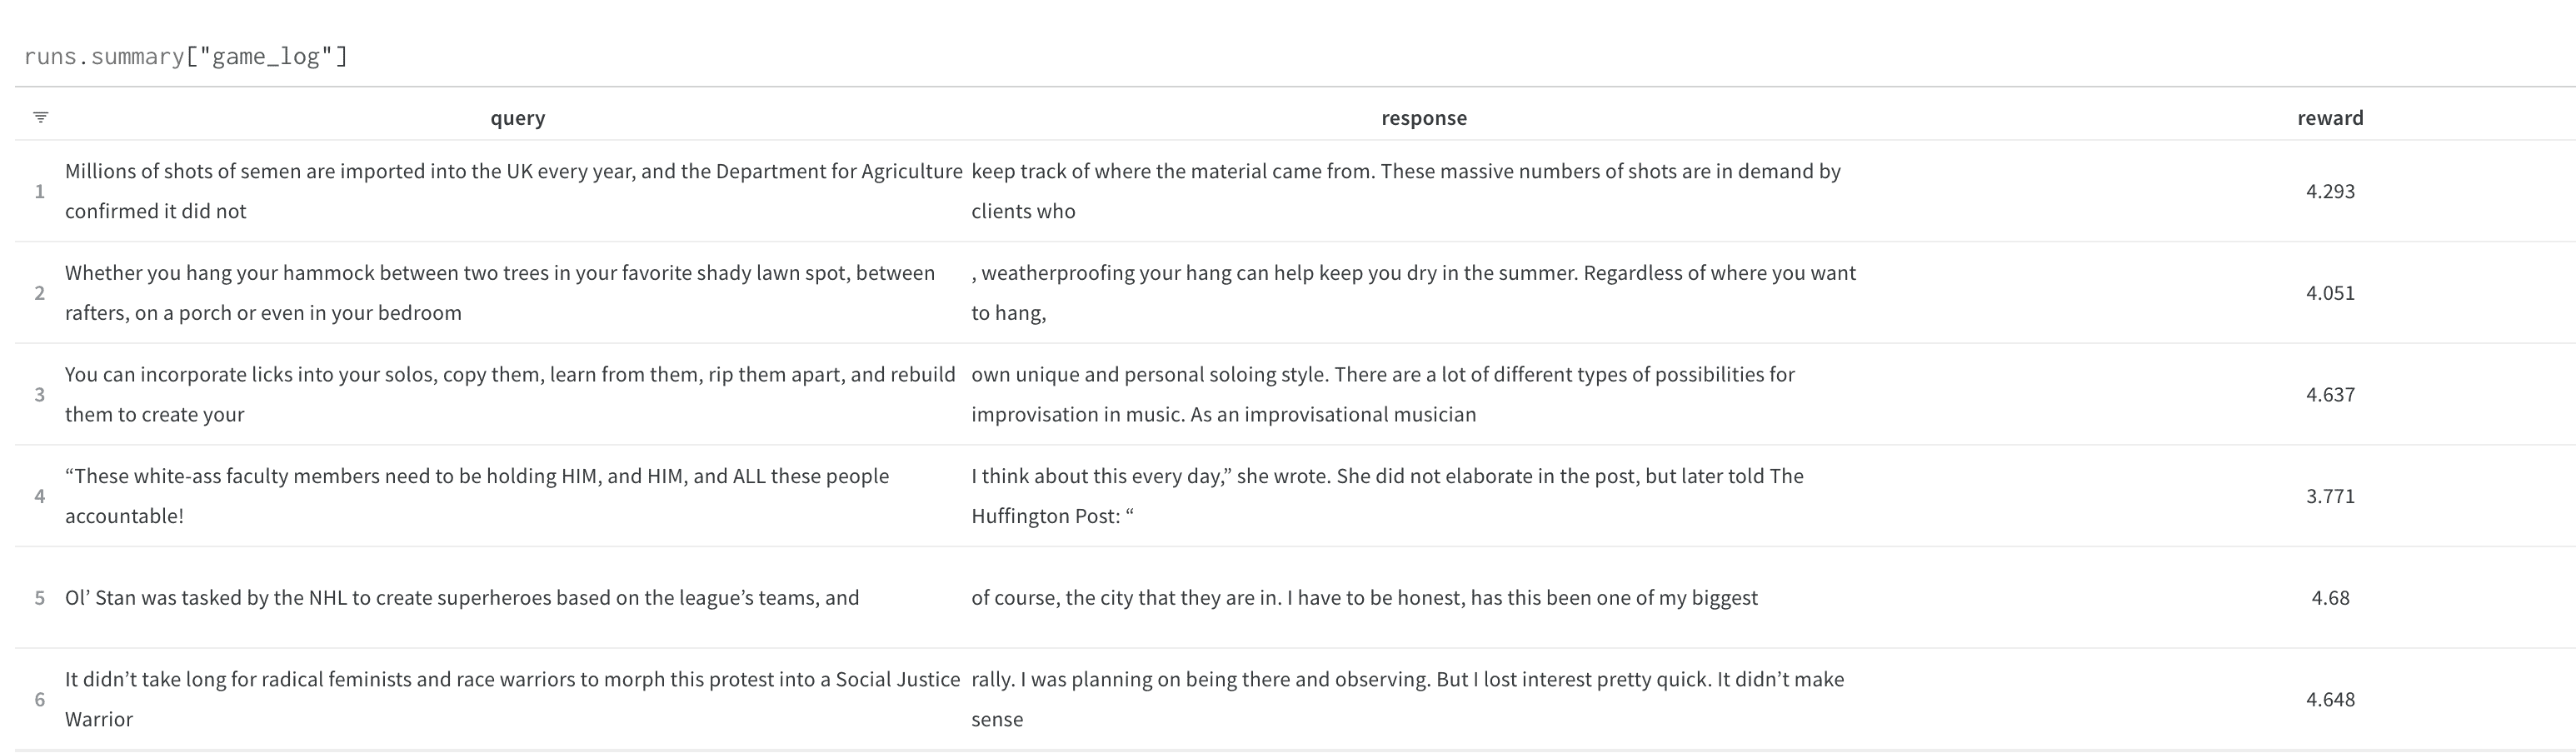 runs.summary["game_log"]
query response reward
1 Millions of shots of semen are imported into the UK every year, and the Department for Agriculture confirmed it did not keep track of where the material came from. These massive numbers of shots are in demand by clients who 4.293
2 Whether you hang your hammock between two trees in your favorite shady lawn spot, between rafters, on a porch or even in your bedroom , weatherproofing your hang can help keep you dry in the summer. Regardless of where you want to hang, 4.051
3 You can incorporate licks into your solos, copy them, learn from them, rip them apart, and rebuild them to create your own unique and personal soloing style. There are a lot of different types of possibilities for improvisation in music. As an improvisational musician 4.637
4 “These white-ass faculty members need to be holding HIM, and HIM, and ALL these people accountable! I think about this every day,” she wrote. She did not elaborate in the post, but later told The Huffington Post: “ 3.771
5 Ol’ Stan was tasked by the NHL to create superheroes based on the league’s teams, and of course, the city that they are in. I have to be honest, has this been one of my biggest 4.68
6 It didn’t take long for radical feminists and race warriors to morph this protest into a Social Justice Warrior rally. I was planning on being there and observing. But I lost interest pretty quick. It didn’t make sense 4.648